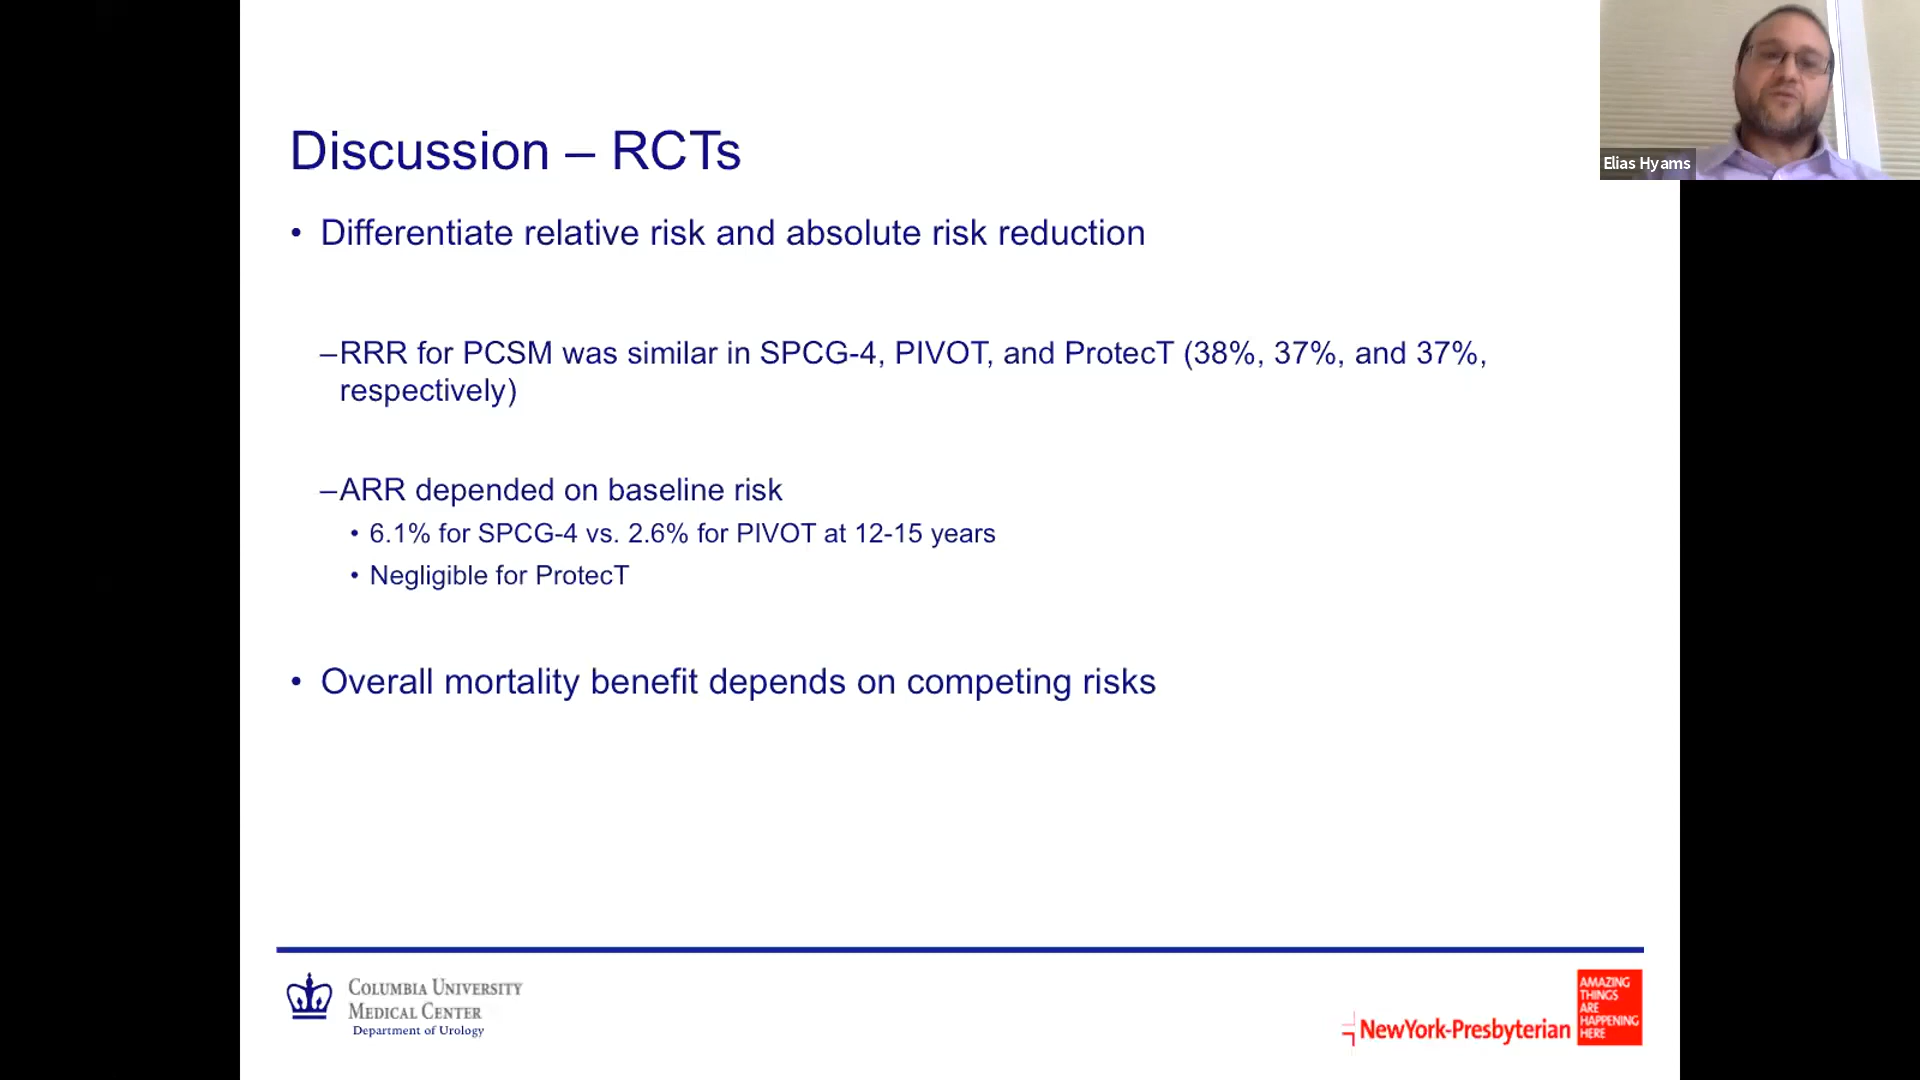 Elias Hyams
Discussion – RCTs
• Differentiate relative risk and absolute risk reduction
–RRR for PCSM was similar in SPCG-4, PIVOT, and ProtecT (38%, 37%, and 37%,
respectively)
–ARR depended on baseline risk
• 6.1% for SPCG-4 vs. 2.6% for PIVOT at 12-15 years
• Negligible for ProtecT
• Overall mortality benefit depends on competing risks
COLUMBIA UNIVERSITY
MEDICAL CENTER
Department of Urology
NewYork-Presbyterian
AMAZING
THINGS
ARE
HAPPENING
HERE